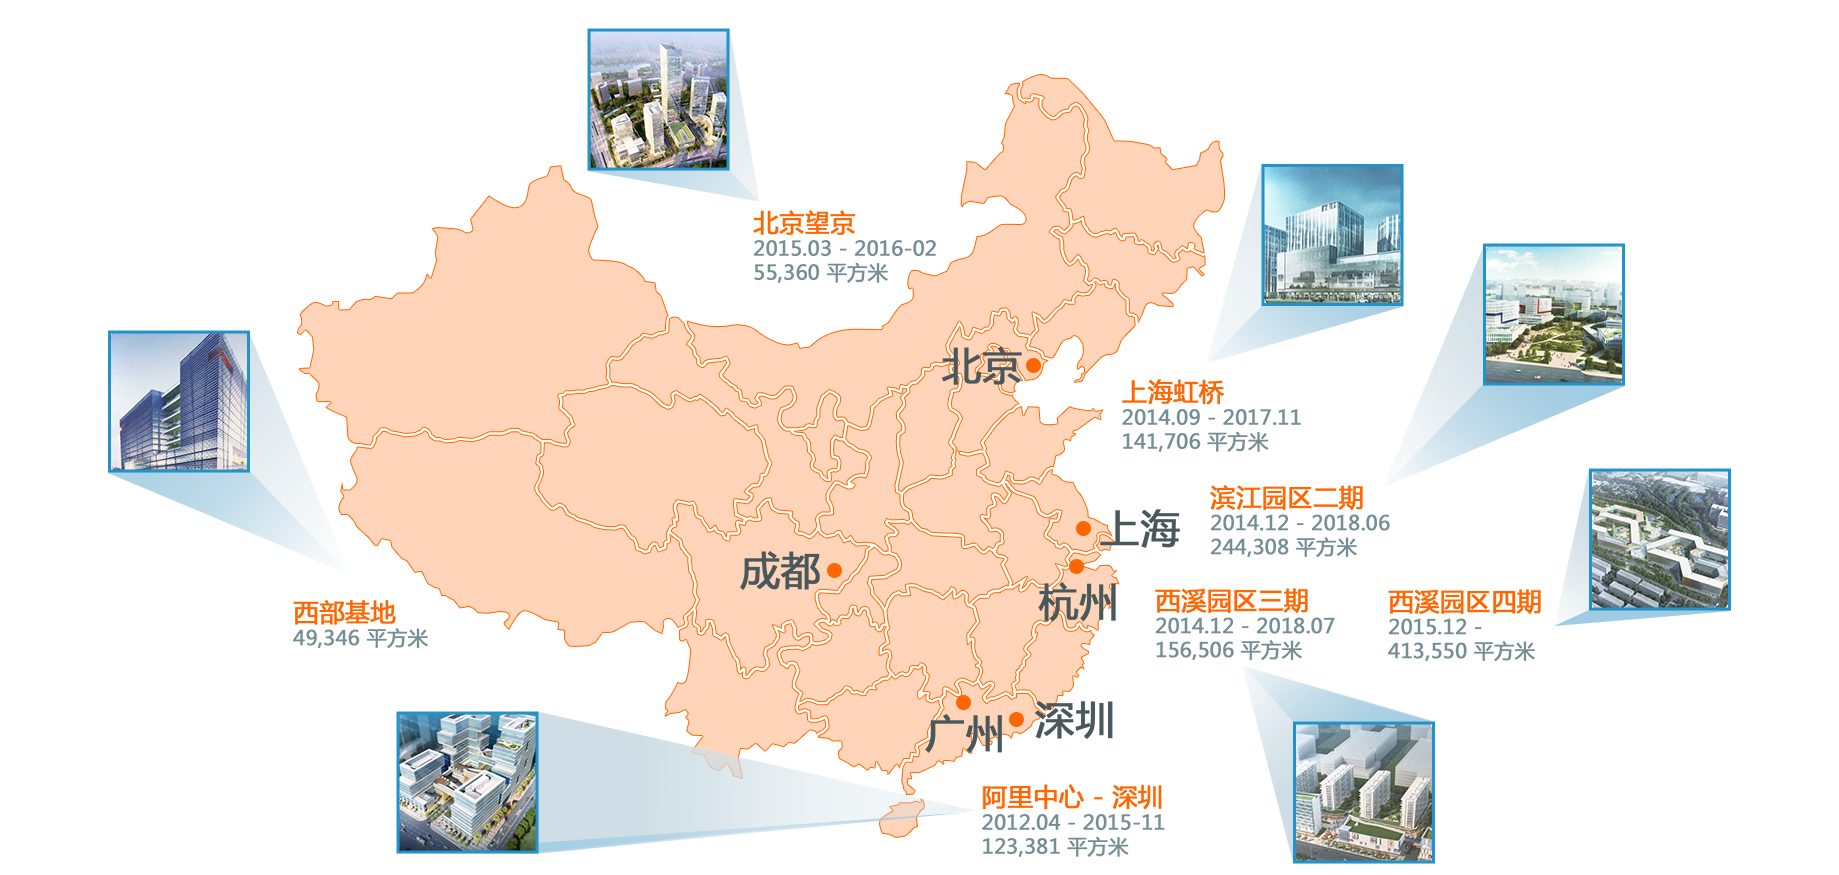 北京望京
2015.03 - 2016-02
55,360 平方米
北京
上海虹桥
2014.09 - 2017.11
141,706 平方米
滨江园区二期
2014.12 - 2018.06
244,308 平方米
上海
成都
杭州
西溪园区三期
2014.12 - 2018.07
156,506 平方米
西溪园区四期
2015.12 -
413,550 平方米
西部基地
49,346 平方米
广州
深圳
阿里中心 - 深圳
2012.04 - 2015-11
123,381 平方米